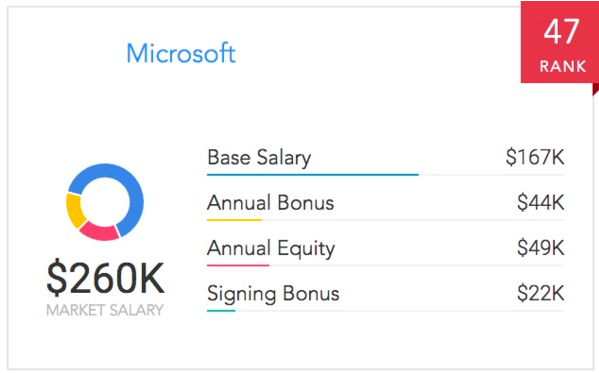 47
RANK
Microsoft
Base Salary $167K
Annual Bonus $44K
Annual Equity $49K
Signing Bonus $22K
$260K
MARKET SALARY